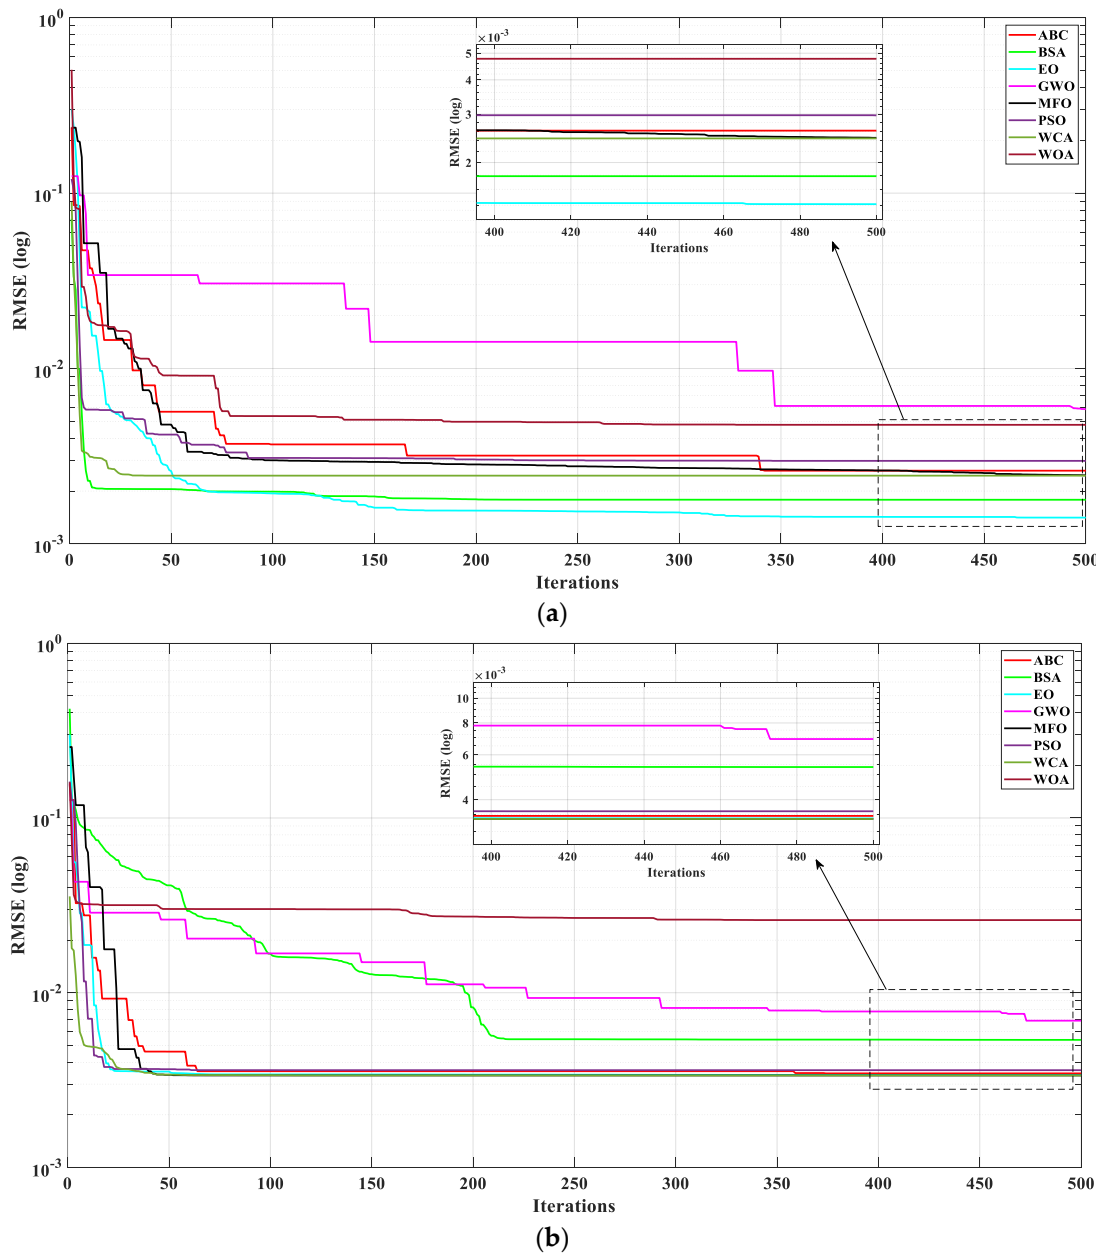 10^0
10^-1
10^-2
10^-3
RMSE (log)
0 50 100 150 200 250 300 350 400 450 500
Iterations
ABC
BSA
EO
GWO
MFO
PSO
WCA
WOA
×10^-3
5
4
3
2
RMSE (log)
400 420 440 460 480 500
Iterations
(a)
10^0
10^-1
10^-2
10^-3
RMSE (log)
0 50 100 150 200 250 300 350 400 450 500
Iterations
ABC
BSA
EO
GWO
MFO
PSO
WCA
WOA
×10^-3
10
8
6
4
RMSE (log)
400 420 440 460 480 500
Iterations
(b)